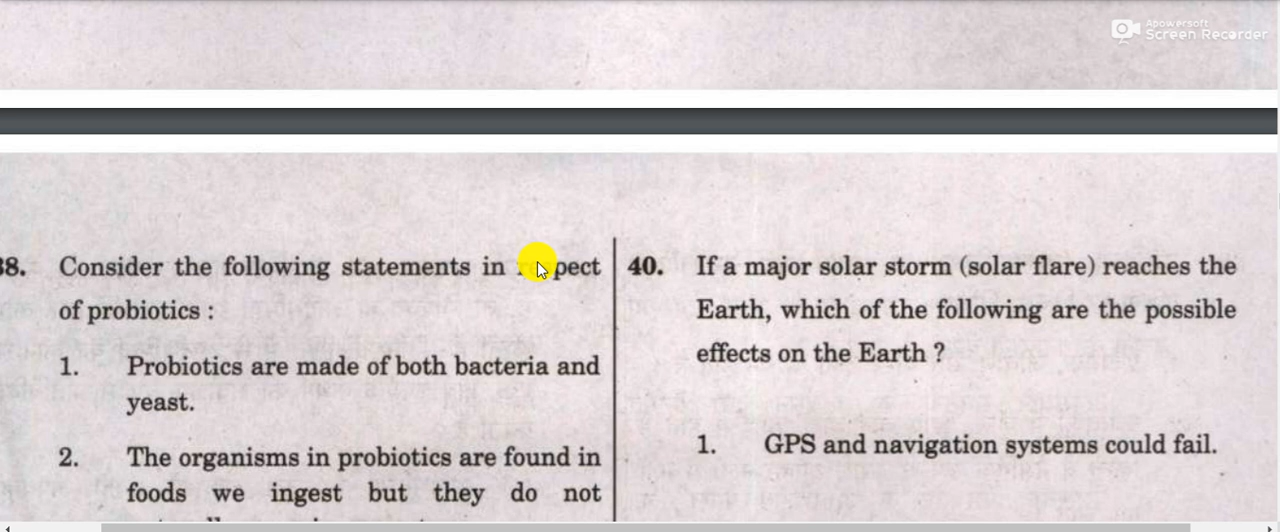 Apowersoft
Screen Recorder
38. Consider the following statements in
of probiotics :
1. Probiotics are made of both bacteria and
yeast.
2. The organisms in probiotics are found in
foods we ingest but they do not
40. If a major solar storm (solar flare) reaches the
Earth, which of the following are the possible
effects on the Earth ?
1. GPS and navigation systems could fail.